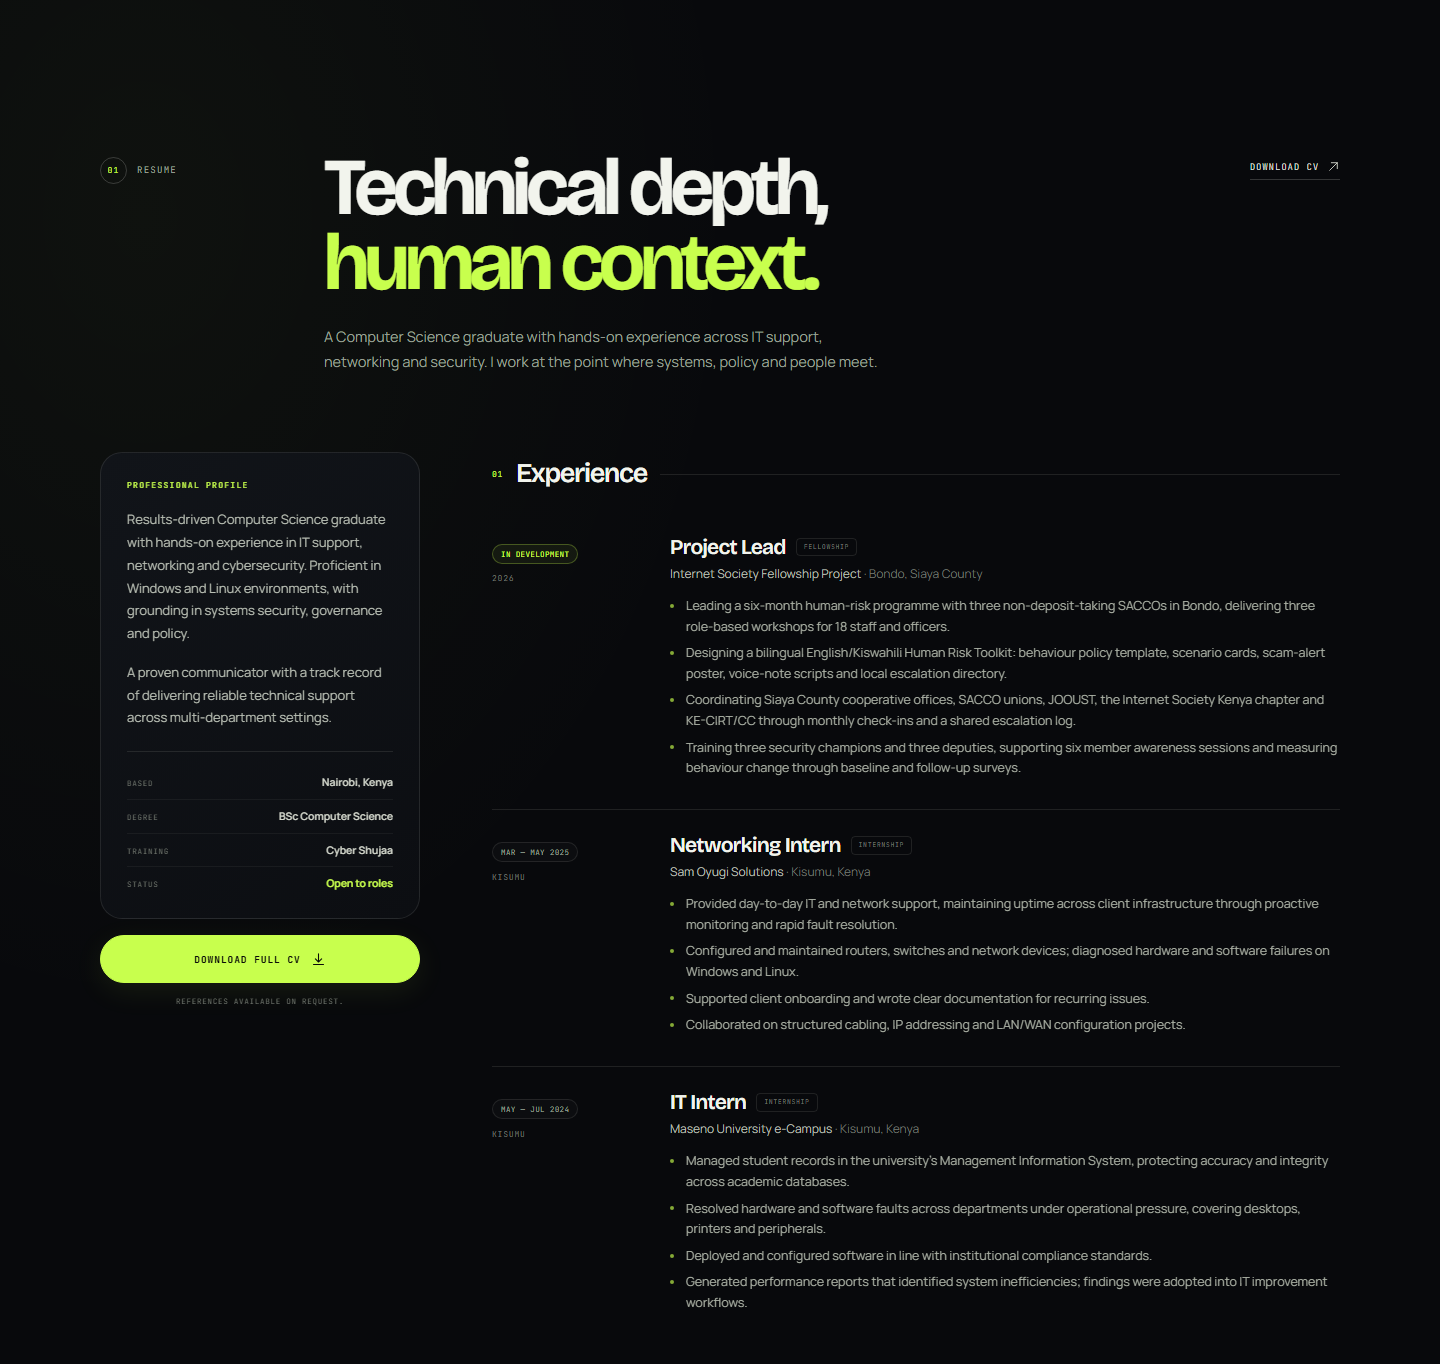 01 RESUME
Technical depth,
human context.
DOWNLOAD CV
A Computer Science graduate with hands-on experience across IT support,
networking and security. I work at the point where systems, policy and people meet.
PROFESSIONAL PROFILE
Results-driven Computer Science graduate
with hands-on experience in IT support,
networking and cybersecurity. Proficient in
Windows and Linux environments, with
grounding in systems security, governance
and policy.
A proven communicator with a track record
of delivering reliable technical support
across multi-department settings.
BASED Nairobi, Kenya
DEGREE BSc Computer Science
TRAINING Cyber Shujaa
STATUS Open to roles
DOWNLOAD FULL CV
REFERENCES AVAILABLE ON REQUEST.
01 Experience
IN DEVELOPMENT
2026
Project Lead FELLOWSHIP
Internet Society Fellowship Project · Bondo, Siaya County
• Leading a six-month human-risk programme with three non-deposit-taking SACCOs in Bondo, delivering three
role-based workshops for 18 staff and officers.
• Designing a bilingual English/Kiswahili Human Risk Toolkit: behaviour policy template, scenario cards, scam-alert
poster, voice-note scripts and local escalation directory.
• Coordinating Siaya County cooperative offices, SACCO unions, JOOUST, the Internet Society Kenya chapter and
KE-CIRT/CC through monthly check-ins and a shared escalation log.
• Training three security champions and three deputies, supporting six member awareness sessions and measuring
behaviour change through baseline and follow-up surveys.
MAR — MAY 2025
KISUMU
Networking Intern INTERNSHIP
Sam Oyugi Solutions · Kisumu, Kenya
• Provided day-to-day IT and network support, maintaining uptime across client infrastructure through proactive
monitoring and rapid fault resolution.
• Configured and maintained routers, switches and network devices; diagnosed hardware and software failures on
Windows and Linux.
• Supported client onboarding and wrote clear documentation for recurring issues.
• Collaborated on structured cabling, IP addressing and LAN/WAN configuration projects.
MAY — JUL 2024
KISUMU
IT Intern INTERNSHIP
Maseno University e-Campus · Kisumu, Kenya
• Managed student records in the university's Management Information System, protecting accuracy and integrity
across academic databases.
• Resolved hardware and software faults across departments under operational pressure, covering desktops,
printers and peripherals.
• Deployed and configured software in line with institutional compliance standards.
• Generated performance reports that identified system inefficiencies; findings were adopted into IT improvement
workflows.